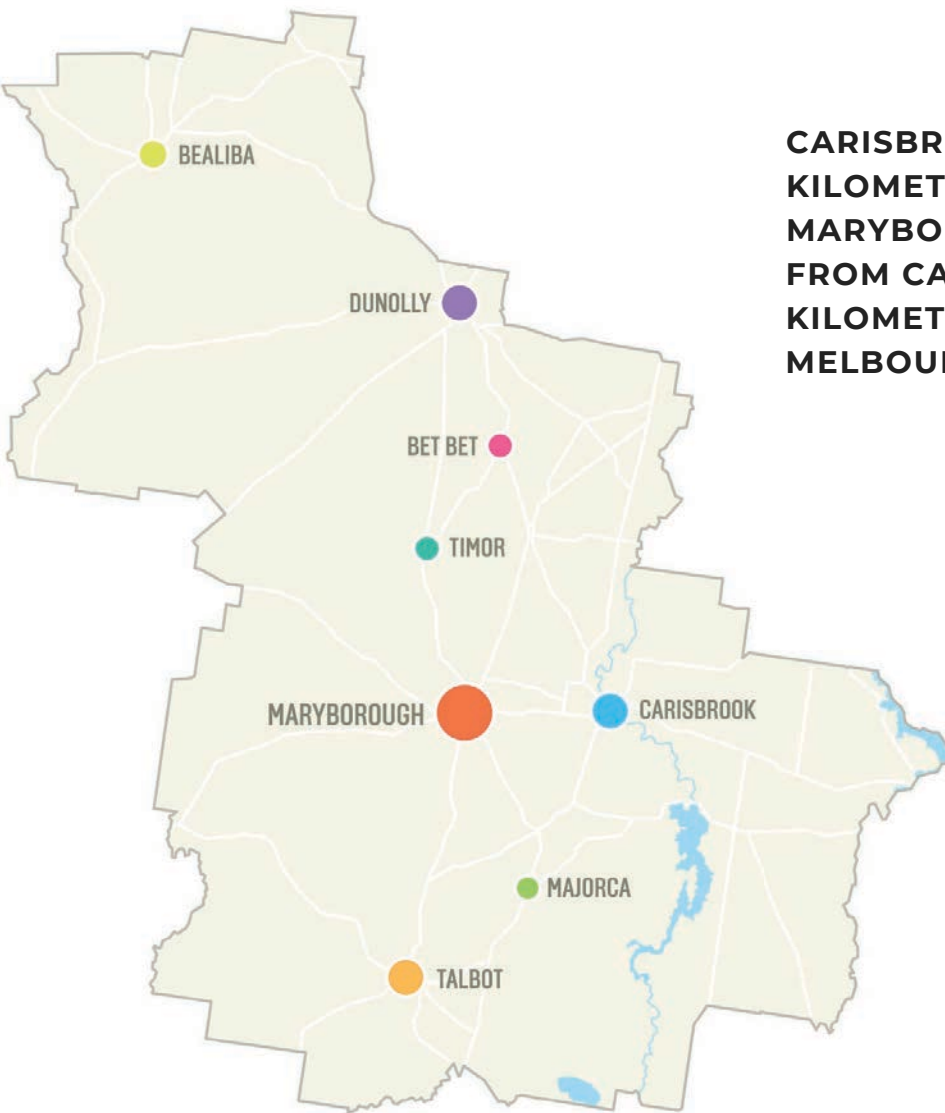 CARISBR
KILOMET
MARYBO
FROM CA
KILOMET
MELBOU
BEALIBA
DUNOLLY
BET BET
TIMOR
MARYBOROUGH
CARISBROOK
MAJORCA
TALBOT